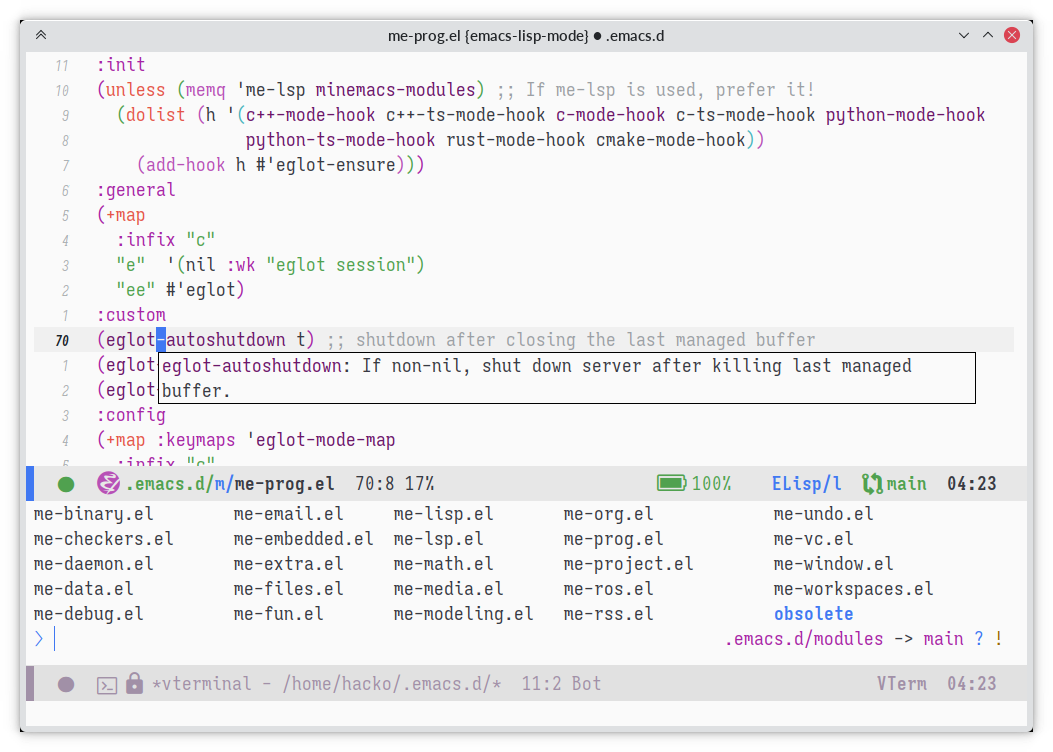 me-prog.el {emacs-lisp-mode} ● .emacs.d
11 :init
10 (unless (memq 'me-lsp minemacs-modules) ;; If me-lsp is used, prefer it!
9 (dolist (h '(c++-mode-hook c++-ts-mode-hook c-mode-hook c-ts-mode-hook python-mode-hook
8 python-ts-mode-hook rust-mode-hook cmake-mode-hook))
7 (add-hook h #'eglot-ensure)))
6 :general
5 (+map
4 :infix "c"
3 "e" '(nil :wk "eglot session")
2 "ee" #'eglot)
1 :custom
70 (eglot-autoshutdown t) ;; shutdown after closing the last managed buffer
1 (eglot
eglot-autoshutdown: If non-nil, shut down server after killing last managed
2 (eglot
buffer.
3 :config
4 (+map :keymaps 'eglot-mode-map
5 :infix "c"
.emacs.d/m/me-prog.el 70:8 17% 100% ELisp/l main 04:23
me-binary.el me-email.el me-lisp.el me-org.el me-undo.el
me-checkers.el me-embedded.el me-lsp.el me-prog.el me-vc.el
me-daemon.el me-extra.el me-math.el me-project.el me-window.el
me-data.el me-files.el me-media.el me-ros.el me-workspaces.el
me-debug.el me-fun.el me-modeling.el me-rss.el obsolete
> .emacs.d/modules -> main ? !
*vterminal - /home/hacko/.emacs.d/* 11:2 Bot VTerm 04:23